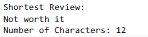 Shortest Review:
Not worth it
Number of Characters: 12